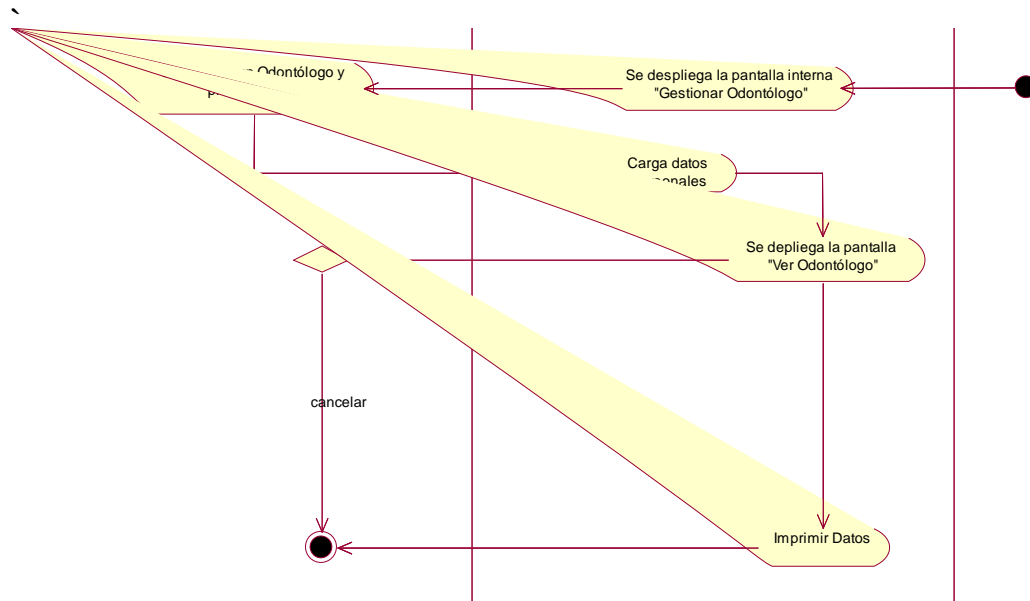 Odontólogo y
Se despliega la pantalla interna
"Gestionar Odontólogo"
Carga datos
Se depliega la pantalla
"Ver Odontólogo"
cancelar
Imprimir Datos